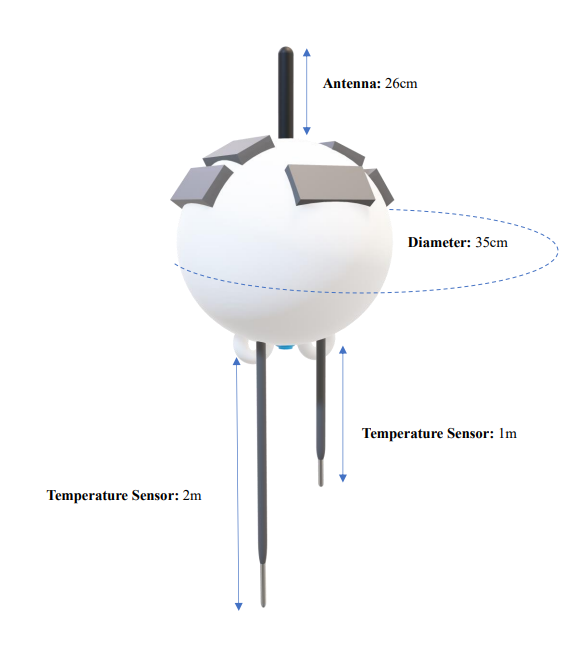 Antenna: 26cm
Diameter: 35cm
Temperature Sensor: 1m
Temperature Sensor: 2m